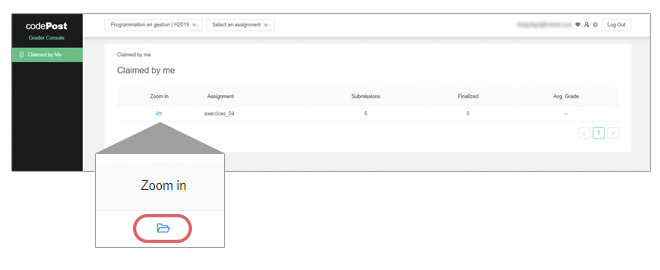 codePost
Grader Console
Claimed by Me
Programmation en gestion | H2019
Select an assignment
Log Out
Claimed by me
Claimed by me
Zoom in Assignment Submissions Finalized Avg. Grade
exercices_04 5 0 --
< 1 >
Zoom in